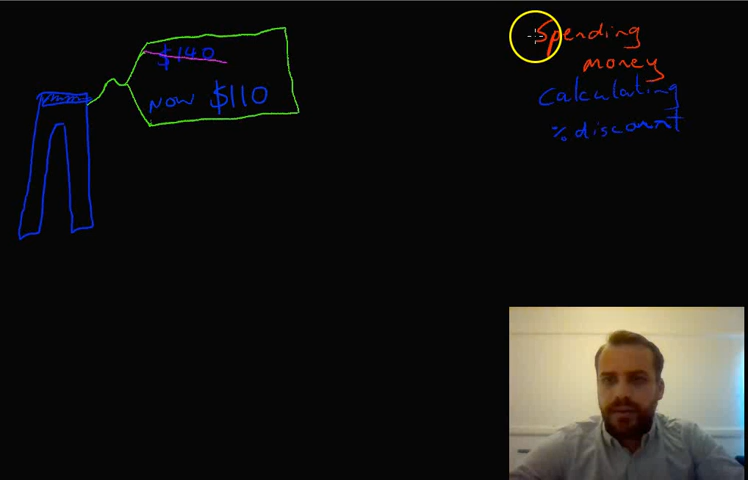 $140
Now $110
Spending
money
Calculating
% discount